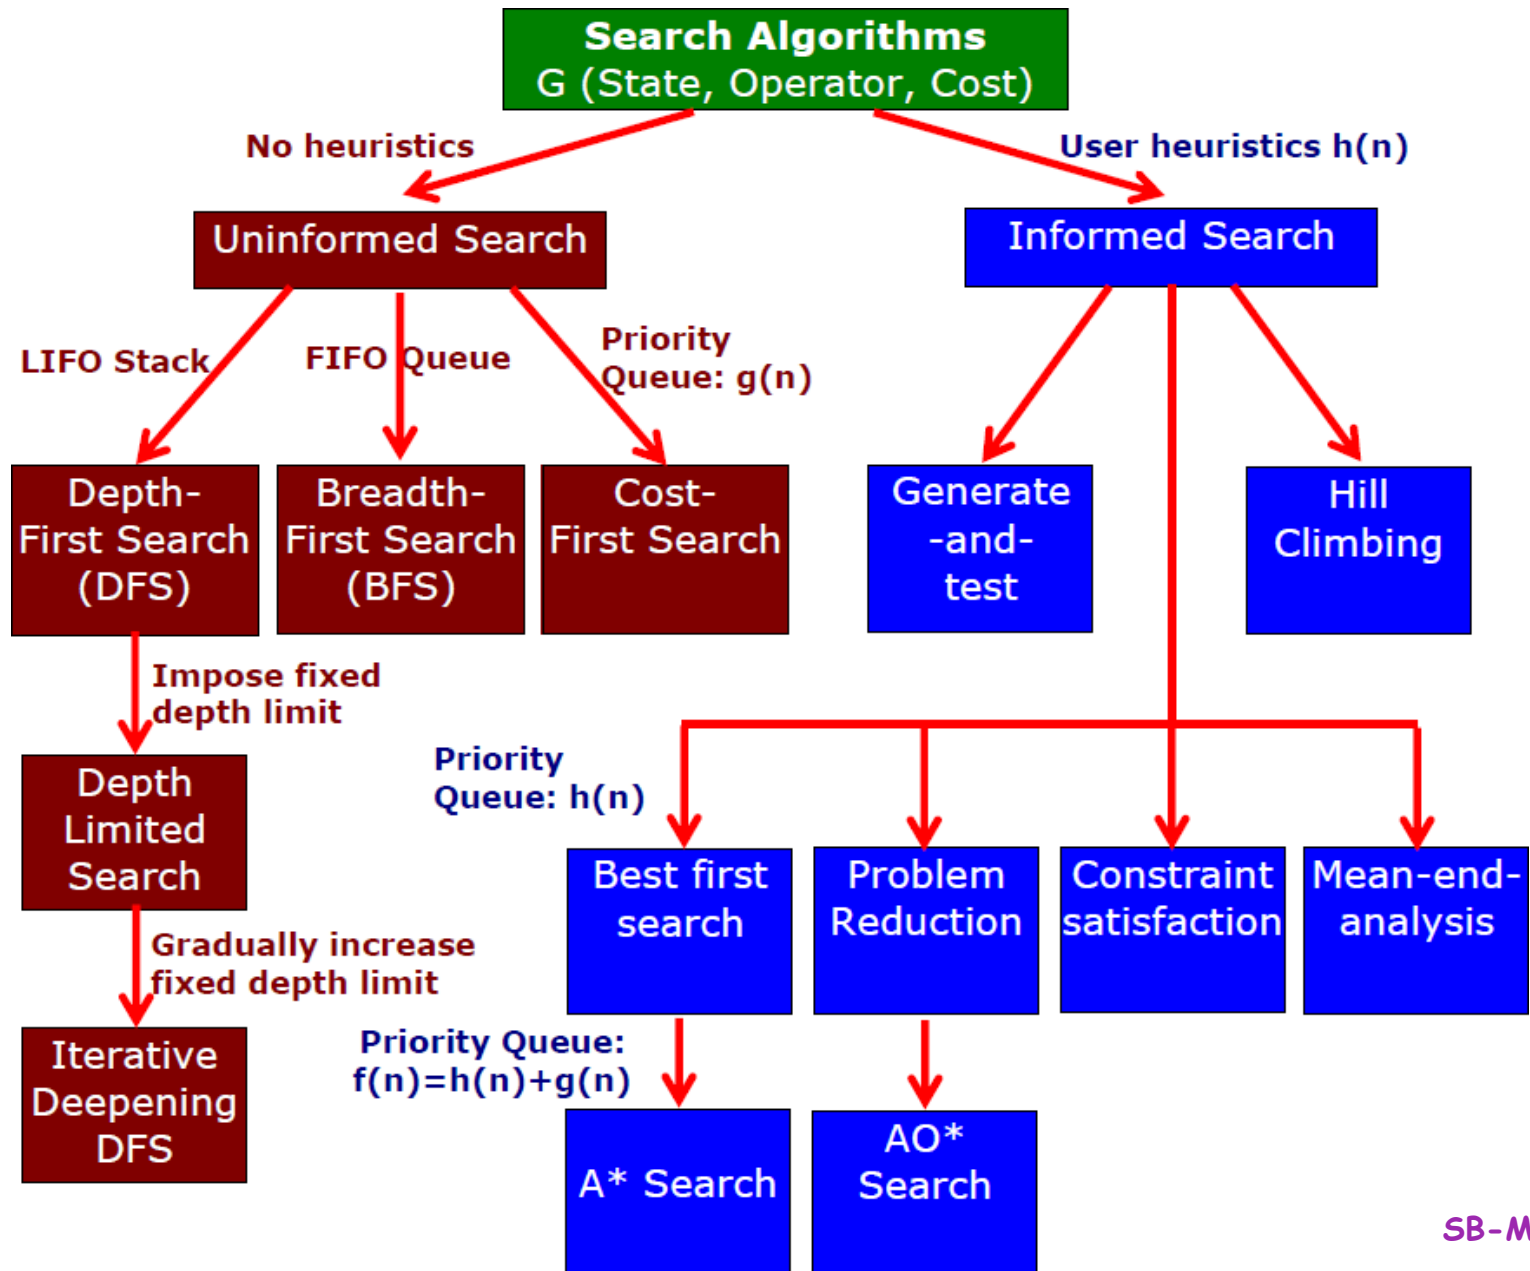 Search Algorithms
G (State, Operator, Cost)
No heuristics
User heuristics h(n)
Uninformed Search
Informed Search
LIFO Stack
FIFO Queue
Priority
Queue: g(n)
Depth-
First Search
(DFS)
Breadth-
First Search
(BFS)
Cost-
First Search
Generate
-and-
test
Hill
Climbing
Impose fixed
depth limit
Depth
Limited
Search
Priority
Queue: h(n)
Best first
search
Problem
Reduction
Constraint
satisfaction
Mean-end-
analysis
Gradually increase
fixed depth limit
Iterative
Deepening
DFS
Priority Queue:
f(n)=h(n)+g(n)
A* Search
AO*
Search
SB-M